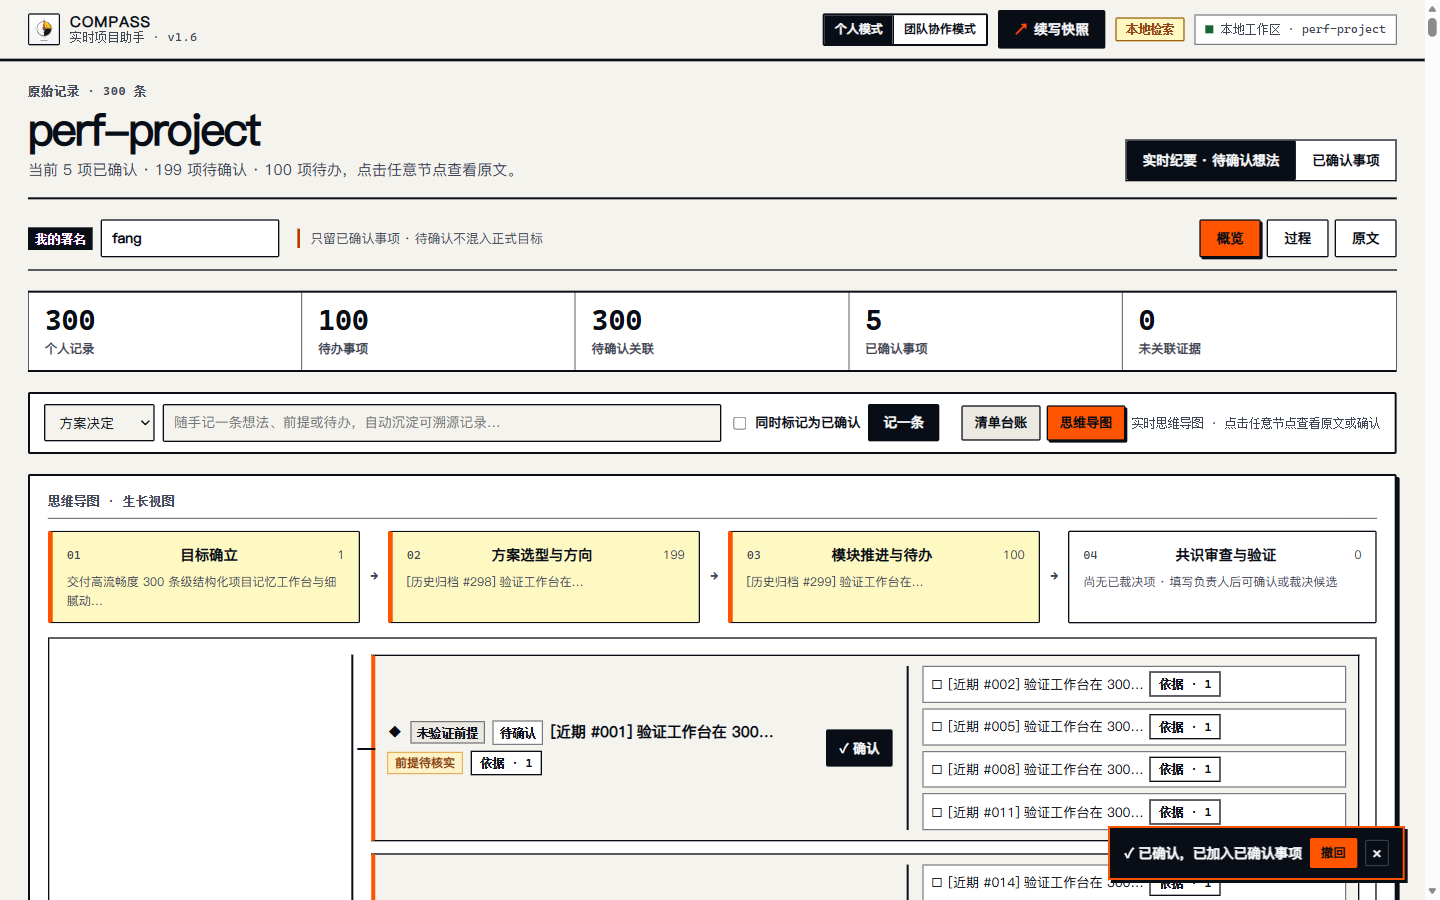 COMPASS
实时项目助手 · v1.6
个人模式 团队协作模式 ↗ 续写快照 本地检索 本地工作区 · perf-project
原始记录 · 300 条
perf-project
当前 5 项已确认 · 199 项待确认 · 100 项待办，点击任意节点查看原文。
实时纪要 · 待确认想法 已确认事项
我的署名 fang 只留已确认事项 · 待确认不混入正式目标 概览 过程 原文
300 100 300 5 0
个人记录 待办事项 待确认关联 已确认事项 未关联证据
方案决定 随手记一条想法、前提或待办，自动沉淀可溯源记录... 同时标记为已确认 记一条 清单台账 思维导图 实时思维导图 · 点击任意节点查看原文或确认
思维导图 · 生长视图
01 目标确立 1
交付高流畅度 300 条级结构化项目记忆工作台与细
腻动...
→
02 方案选型与方向 199
[历史归档 #298] 验证工作台在...
→
03 模块推进与待办 100
[历史归档 #299] 验证工作台在...
→
04 共识审查与验证 0
尚无已裁决项 · 填写负责人后可确认或裁决候选
◆ 未验证前提 待确认 [近期 #001] 验证工作台在 300...
前提待核实 依据 · 1
✓ 确认
☐ [近期 #002] 验证工作台在 300... 依据 · 1
☐ [近期 #005] 验证工作台在 300... 依据 · 1
☐ [近期 #008] 验证工作台在 300... 依据 · 1
☐ [近期 #011] 验证工作台在 300... 依据 · 1
☐ [近期 #014] 验证工作台在 300... 依据 · 1
✓ 已确认，已加入已确认事项 撤回 ×